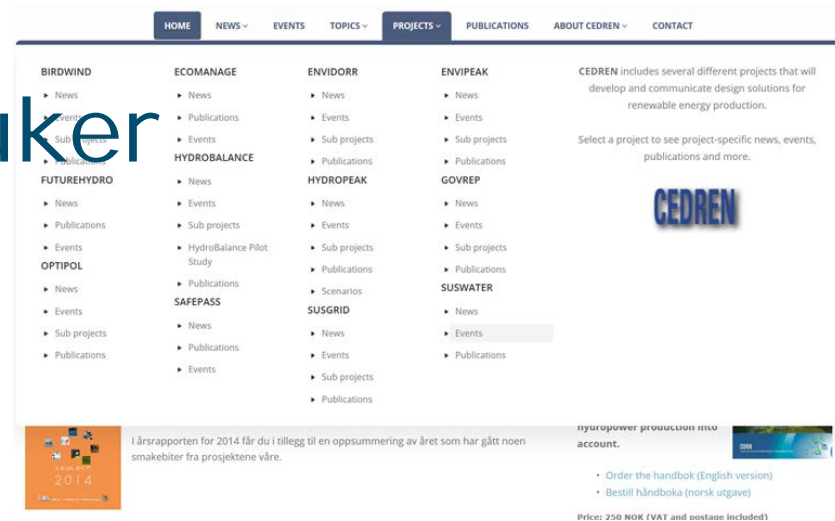 HOME NEWS EVENTS TOPICS PROJECTS PUBLICATIONS ABOUT CEDREN CONTACT
BIRDWIND
News
Events
Sub projects
Publications
FUTUREHYDRO
News
Publications
Events
OPTIPOL
News
Events
Sub projects
Publications
ECOMANAGE
News
Publications
Events
HYDROBALANCE
News
Events
Sub projects
HydroBalance Pilot
Study
Publications
SAFEPASS
News
Publications
Events
ENVIDORR
News
Events
Sub projects
Publications
HYDROPEAK
News
Events
Sub projects
Publications
Scenarios
SUSGRID
News
Events
Sub projects
Publications
ENVIPEAK
News
Events
Sub projects
Publications
GOVREP
News
Events
Sub projects
Publications
SUSWATER
News
Events
Publications
CEDREN includes several different projects that will
develop and communicate design solutions for
renewable energy production.
Select a project to see project-specific news, events,
publications and more.
CEDREN
ker
2014
I årsrapporten for 2014 får du i tillegg til en oppsummering av året som har gått noen
smakebiter fra prosjektene våre.
hydropower production into
account.
Order the handbok (English version)
Bestill håndboka (norsk utgave)
Price: 250 NOK (VAT and postage included)